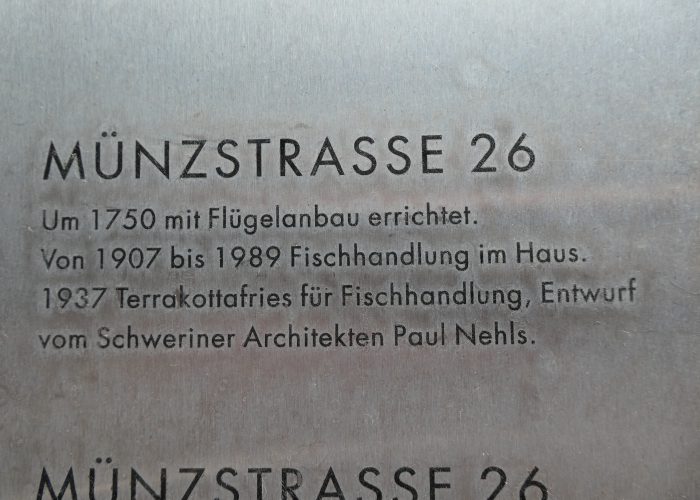 MÜNZSTRASSE 26
Um 1750 mit Flügelanbau errichtet.
Von 1907 bis 1989 Fischhandlung im Haus.
1937 Terrakottafries für Fischhandlung, Entwurf
vom Schweriner Architekten Paul Nehls.
MÜNZSTRASSE 26